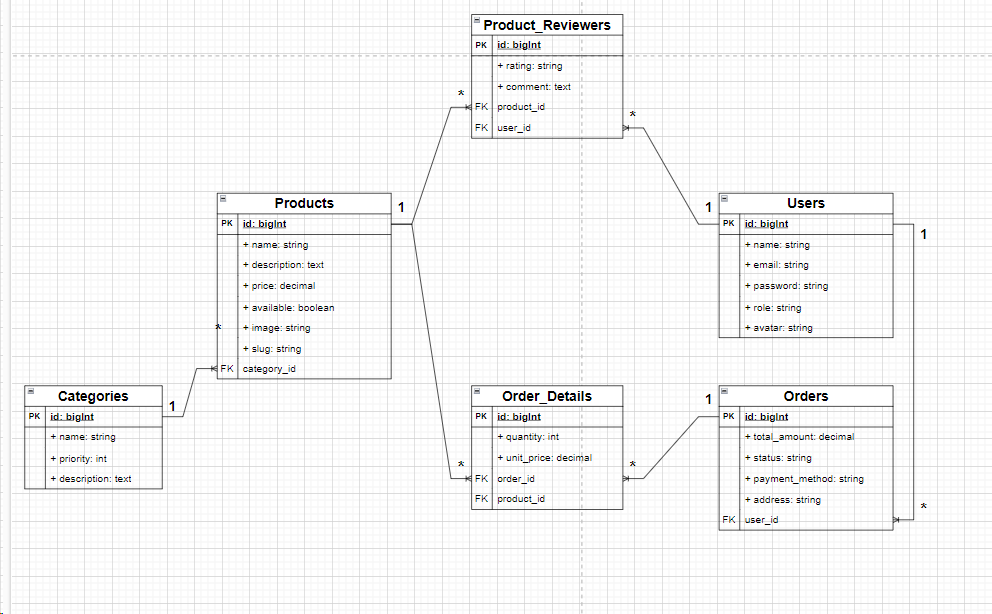 Product_Reviewers
PK id: bigInt
+ rating: string
+ comment: text
* FK product_id
FK user_id *
Products 1
PK id: bigInt
+ name: string
+ description: text
+ price: decimal
+ available: boolean
* + image: string
+ slug: string
FK category_id
1 Users
PK id: bigInt 1
+ name: string
+ email: string
+ password: string
+ role: string
+ avatar: string
Categories 1
PK id: bigInt
+ name: string
+ priority: int
+ description: text
Order_Details
PK id: bigInt
+ quantity: int
+ unit_price: decimal
* FK order_id *
FK product_id
1 Orders
PK id: bigInt
+ total_amount: decimal
+ status: string
+ payment_method: string
+ address: string *
FK user_id